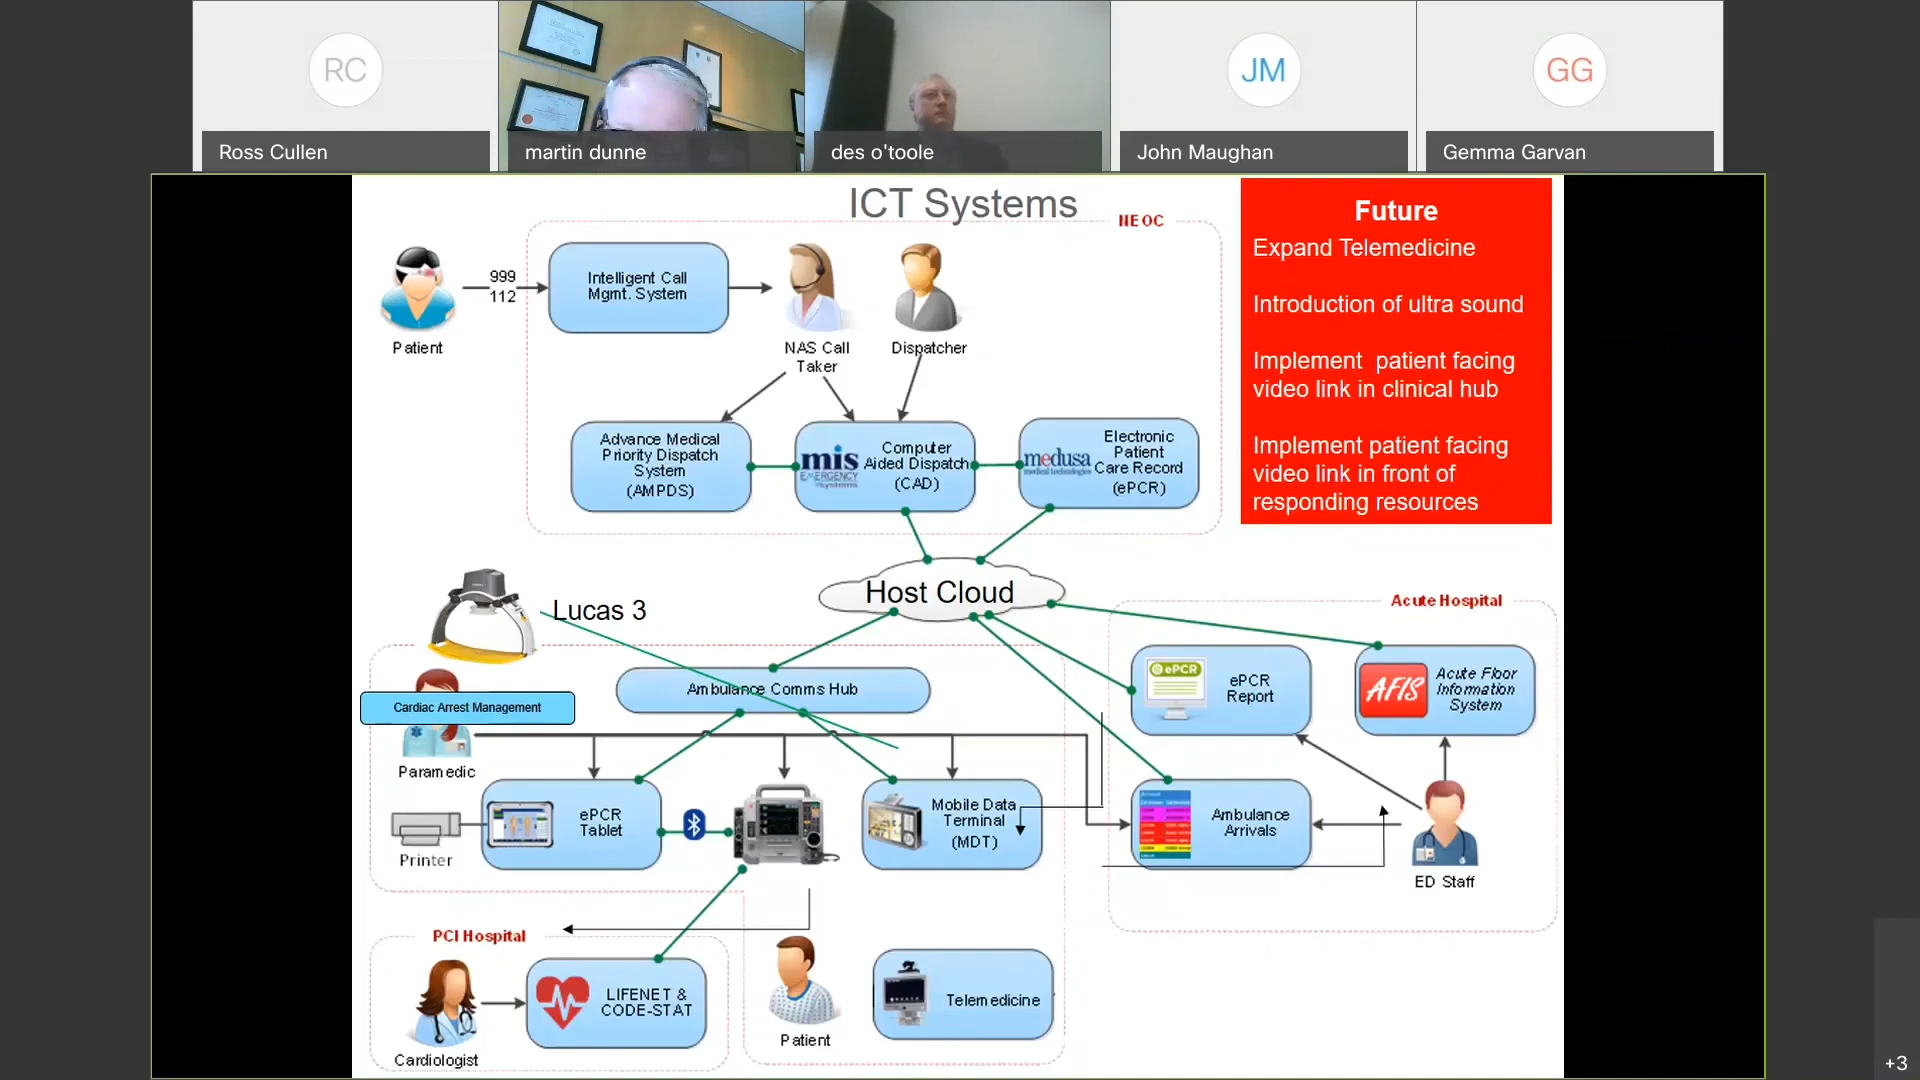 RC
JM
GG
Ross Cullen
martin dunne
des o'toole
John Maughan
Gemma Garvan
ICT Systems
NEOC
Future
Expand Telemedicine
Introduction of ultra sound
Implement patient facing
video link in clinical hub
Implement patient facing
video link in front of
responding resources
999
112
Intelligent Call
Mgmt. System
Patient
NAS Call
Taker
Dispatcher
Advance Medical
Priority Dispatch
System
(AMPDS)
mis
EMERGENCY
systems
Computer
Aided Dispatch
(CAD)
medusa
medical technologies
Electronic
Patient
Care Record
(ePCR)
Host Cloud
Lucas 3
Acute Hospital
Ambulance Comms Hub
Cardiac Arrest Management
Paramedic
ePCR
ePCR
Report
AFIS
Acute Floor
Information
System
Printer
ePCR
Tablet
Mobile Data
Terminal
(MDT)
Ambulance
Arrivals
ED Staff
PCI Hospital
Cardiologist
LIFENET &
CODE-STAT
Patient
Telemedicine
+3